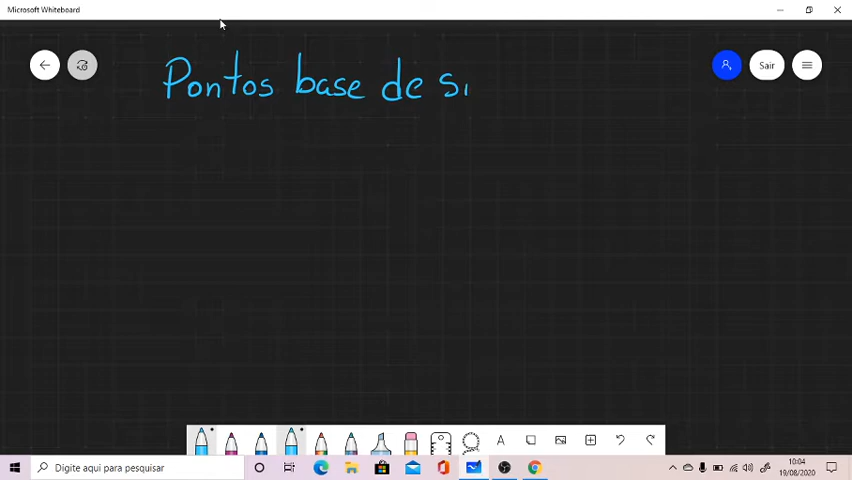 Microsoft Whiteboard
Sair
Pontos base de si
A
Digite aqui para pesquisar
10:04
19/08/2020